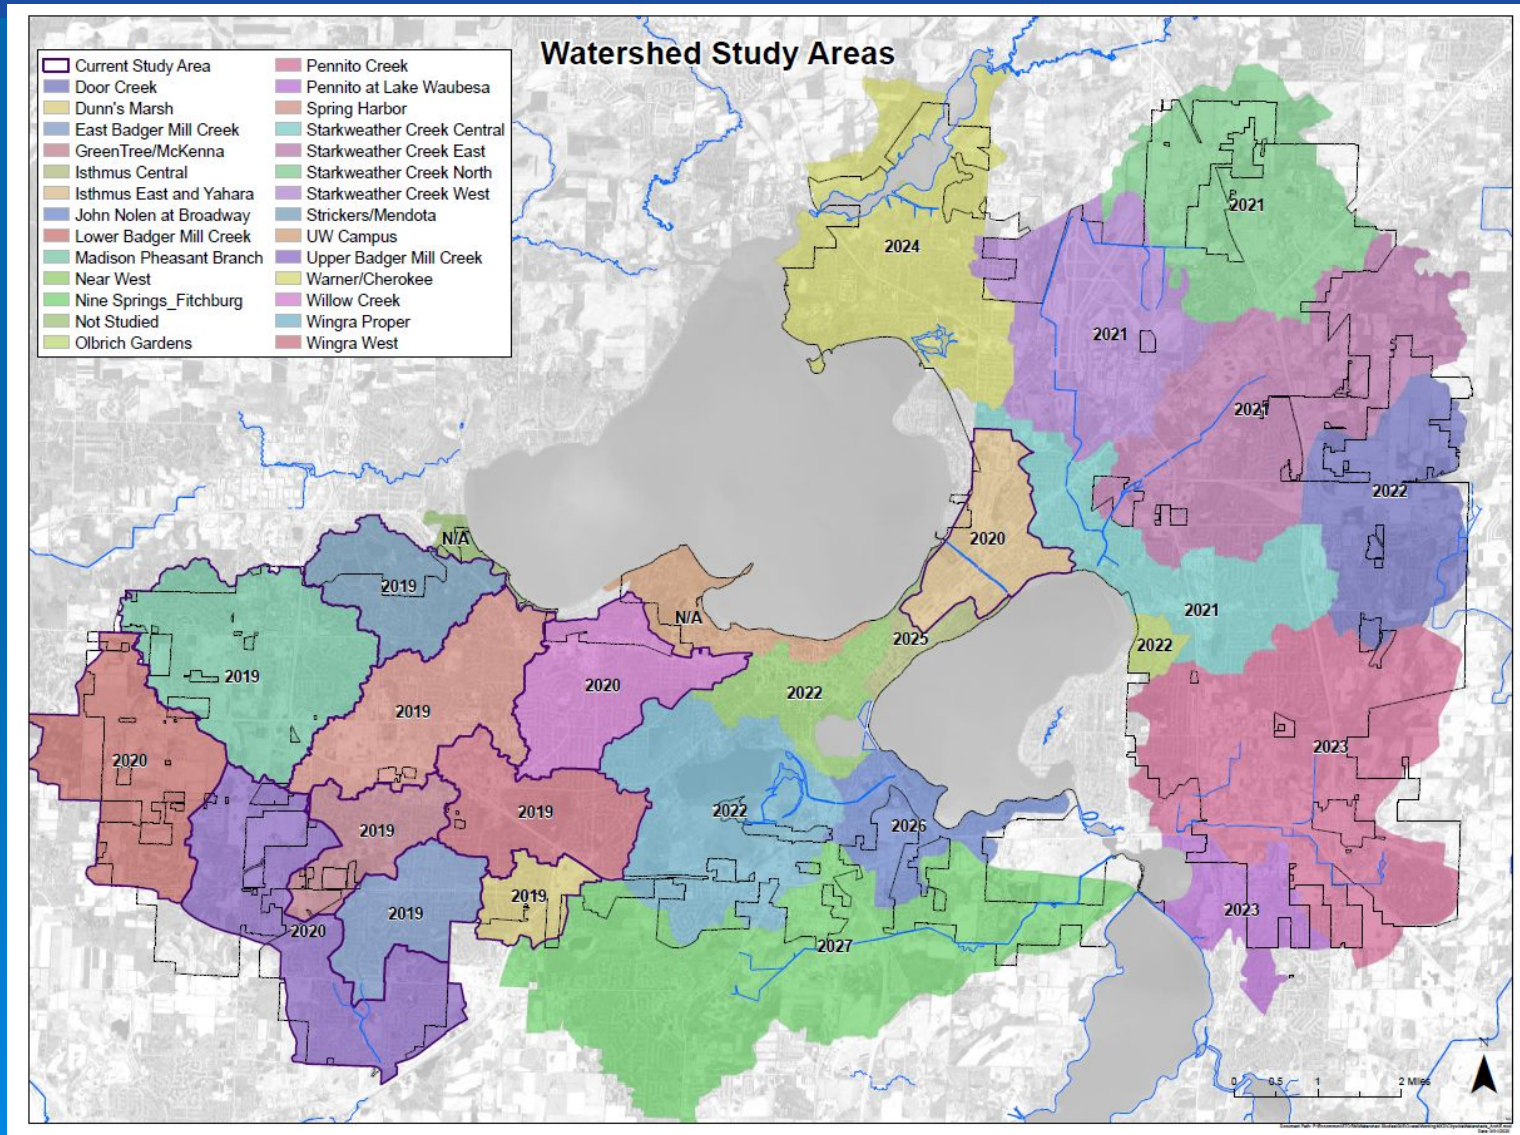 Watershed Study Areas
Current Study Area
Door Creek
Dunn's Marsh
East Badger Mill Creek
GreenTree/McKenna
Isthmus Central
Isthmus East and Yahara
John Nolen at Broadway
Lower Badger Mill Creek
Madison Pheasant Branch
Near West
Nine Springs_Fitchburg
Not Studied
Olbrich Gardens
Pennito Creek
Pennito at Lake Waubesa
Spring Harbor
Starkweather Creek Central
Starkweather Creek East
Starkweather Creek North
Starkweather Creek West
Strickers/Mendota
UW Campus
Upper Badger Mill Creek
Warner/Cherokee
Willow Creek
Wingra Proper
Wingra West
2021
2024
2021
2021
2022
N/A
2020
2019
2021
N/A
2025
2022
2019
2020
2022
2019
2023
2020
2019
2022
2026
2019
2019
2019
2023
2020
2027
N
0 0.5 1 2 Miles